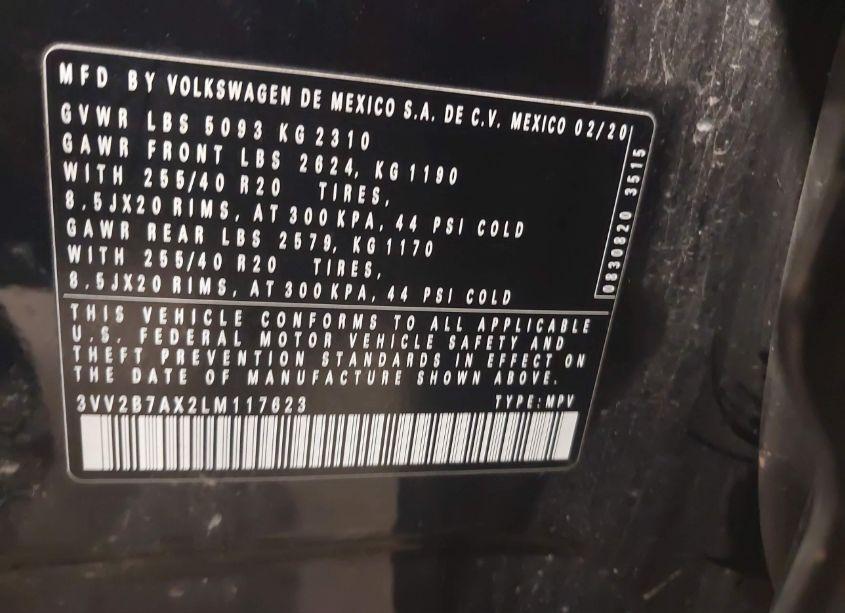 MFD BY VOLKSWAGEN DE MEXICO S.A. DE C.V. MEXICO 02/20
GVWR LBS 5093 KG 2310
GAWR FRONT LBS 2624, KG 1190
WITH 255/40 R20 TIRES,
8,5JX20 RIMS, AT 300 KPA, 44 PSI COLD
GAWR REAR LBS 2579, KG 1170
WITH 255/40 R20 TIRES,
8,5JX20 RIMS, AT 300 KPA, 44 PSI COLD
0830820 3515
THIS VEHICLE CONFORMS TO ALL APPLICABLE
U.S. FEDERAL MOTOR VEHICLE SAFETY AND
THEFT PREVENTION STANDARDS IN EFFECT ON
THE DATE OF MANUFACTURE SHOWN ABOVE.
3VV2B7AX2LM117623 TYPE:MPV